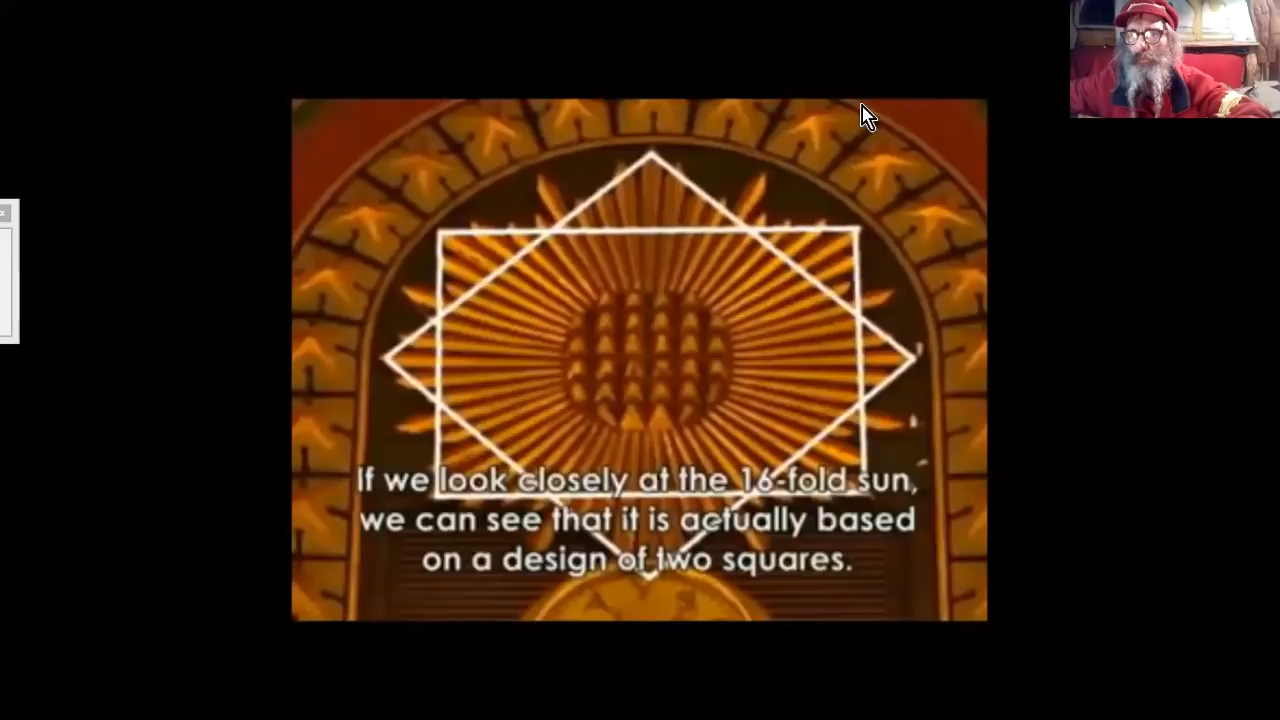 If we look closely at the 16-fold sun,
we can see that it is actually based
on a design of two squares.